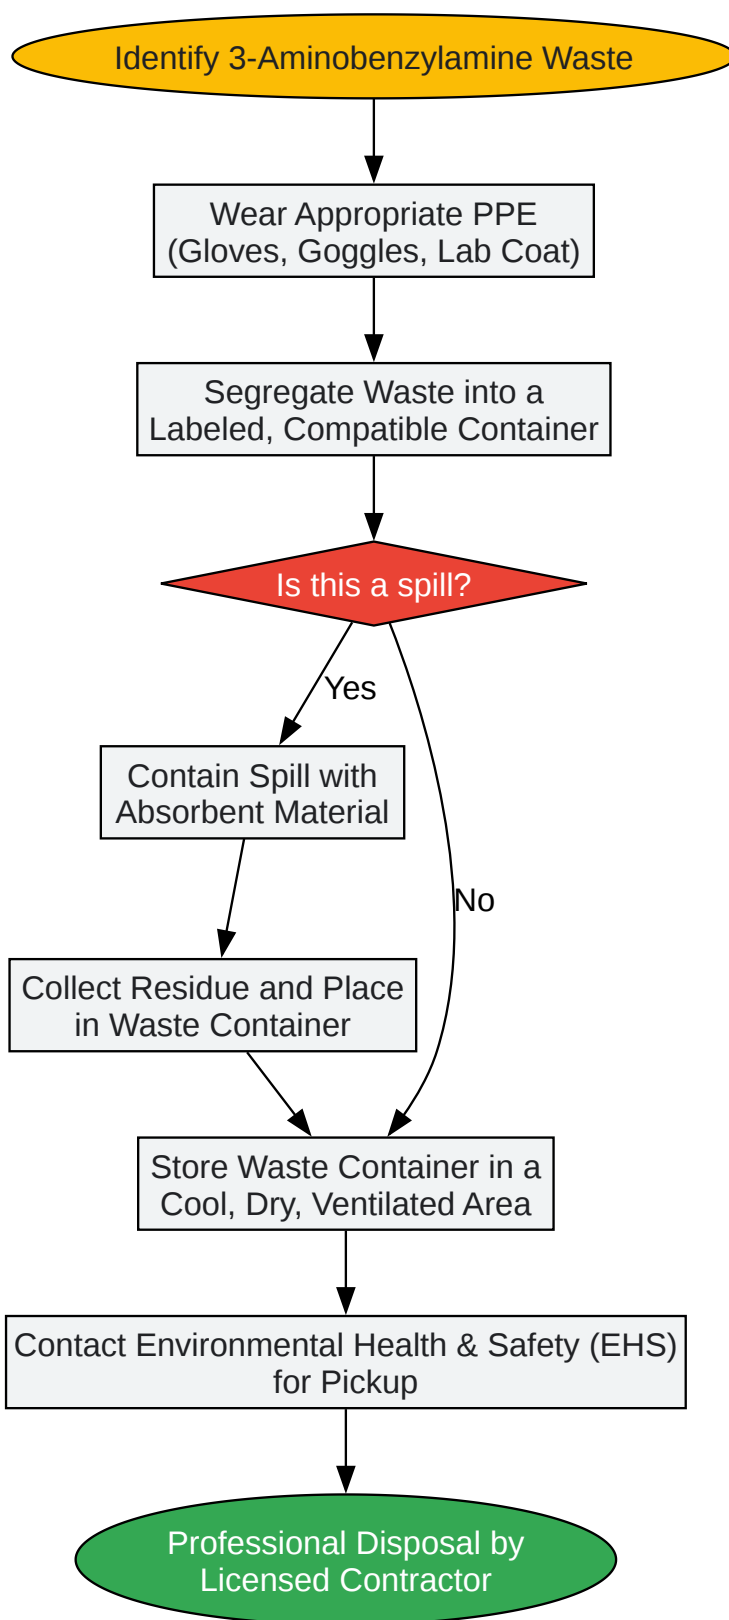 Identify 3-Aminobenzylamine Waste
Wear Appropriate PPE
(Gloves, Goggles, Lab Coat)
Segregate Waste into a
Labeled, Compatible Container
Is this a spill?
Yes
Contain Spill with
Absorbent Material
No
Collect Residue and Place
in Waste Container
Store Waste Container in a
Cool, Dry, Ventilated Area
Contact Environmental Health & Safety (EHS)
for Pickup
Professional Disposal by
Licensed Contractor